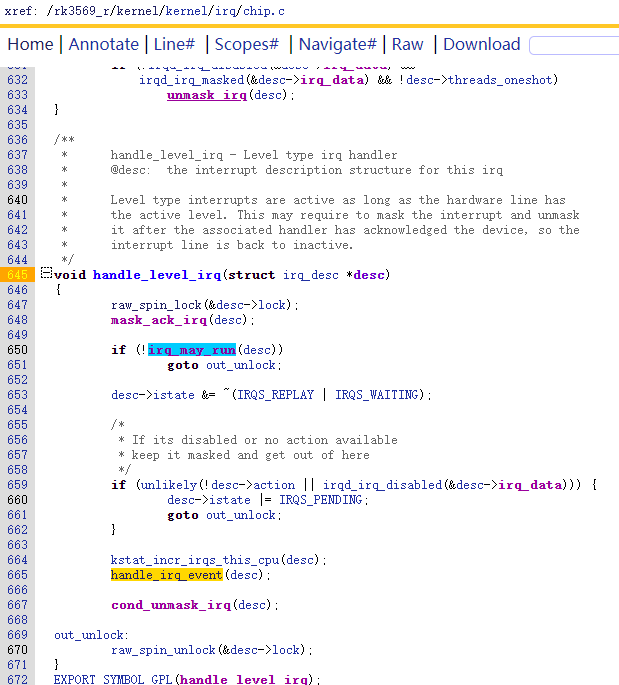 xref: /rk3569_r/kernel/kernel/irq/chip.c
Home | Annotate | Line# | Scopes# | Navigate# | Raw | Download
632 irqd_irq_masked(&desc->irq_data) && !desc->threads_oneshot)
633 unmask_irq(desc);
634 }
635
636 /**
637 * handle_level_irq - Level type irq handler
638 * @desc: the interrupt description structure for this irq
639 *
640 * Level type interrupts are active as long as the hardware line has
641 * the active level. This may require to mask the interrupt and unmask
642 * it after the associated handler has acknowledged the device, so the
643 * interrupt line is back to inactive.
644 */
645 void handle_level_irq(struct irq_desc *desc)
646 {
647 raw_spin_lock(&desc->lock);
648 mask_ack_irq(desc);
649
650 if (!irq_may_run(desc))
651 goto out_unlock;
652
653 desc->istate &= ~(IRQS_REPLAY | IRQS_WAITING);
654
655 /*
656 * If its disabled or no action available
657 * keep it masked and get out of here
658 */
659 if (unlikely(!desc->action || irqd_irq_disabled(&desc->irq_data))) {
660 desc->istate |= IRQS_PENDING;
661 goto out_unlock;
662 }
663
664 kstat_incr_irqs_this_cpu(desc);
665 handle_irq_event(desc);
666
667 cond_unmask_irq(desc);
668
669 out_unlock:
670 raw_spin_unlock(&desc->lock);
671 }
672 EXPORT_SYMBOL_GPL(handle_level_irq);